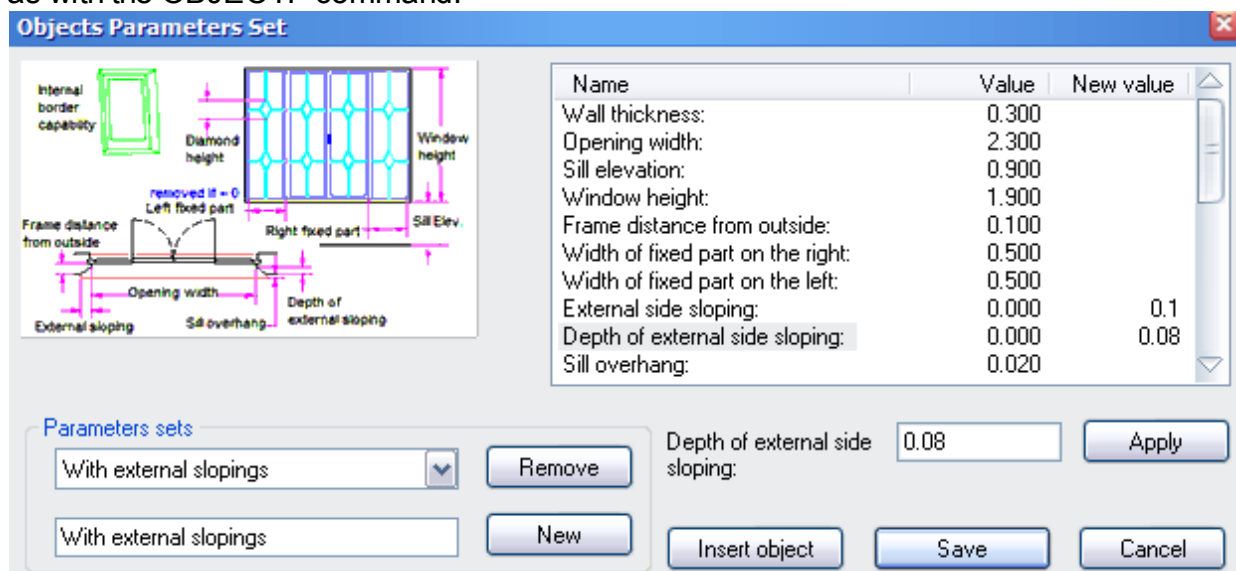 as with the OBJECTP command.
Objects Parameters Set
Internal
border
capability
Diamond
height
Window
height
removed if = 0
Left fixed part
Frame distance
from outside
Right fixed part
Sill Elev.
Opening width
Depth of
external sloping
External sloping
Sill overhang
Name Value New value
Wall thickness: 0.300
Opening width: 2.300
Sill elevation: 0.900
Window height: 1.900
Frame distance from outside: 0.100
Width of fixed part on the right: 0.500
Width of fixed part on the left: 0.500
External side sloping: 0.000 0.1
Depth of external side sloping: 0.000 0.08
Sill overhang: 0.020
Parameters sets
With external slopings
Remove
With external slopings
New
Depth of external side
sloping:
0.08
Apply
Insert object
Save
Cancel